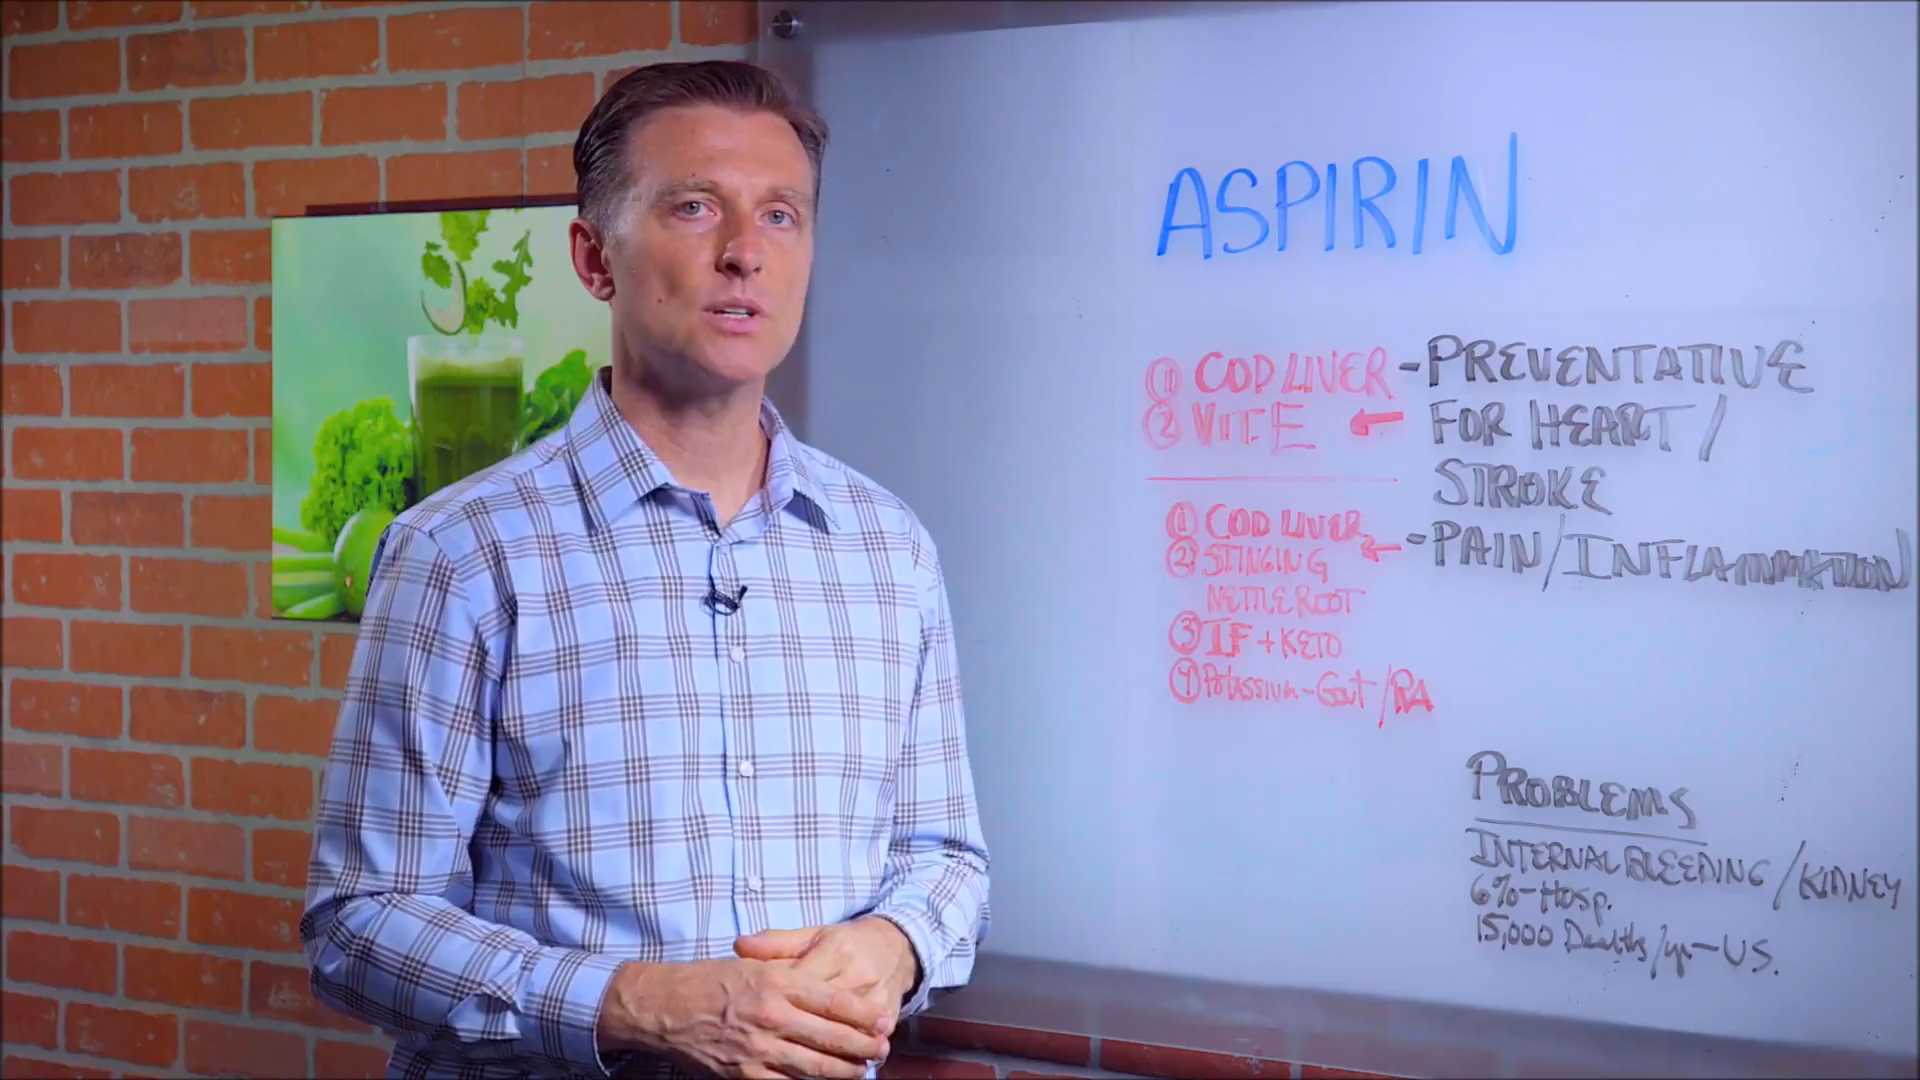 ASPIRIN
① COD LIVER - PREVENTATIVE
② VIT. E ← FOR HEART /
STROKE
① COD LIVER ← - PAIN / INFLAMMATION
② STINGING
NETTLE ROOT
③ IF + KETO
④ Potassium - Gout / RA
PROBLEMS
INTERNAL BLEEDING / KIDNEY
6% - Hosp.
15,000 Deaths / yr - U.S.